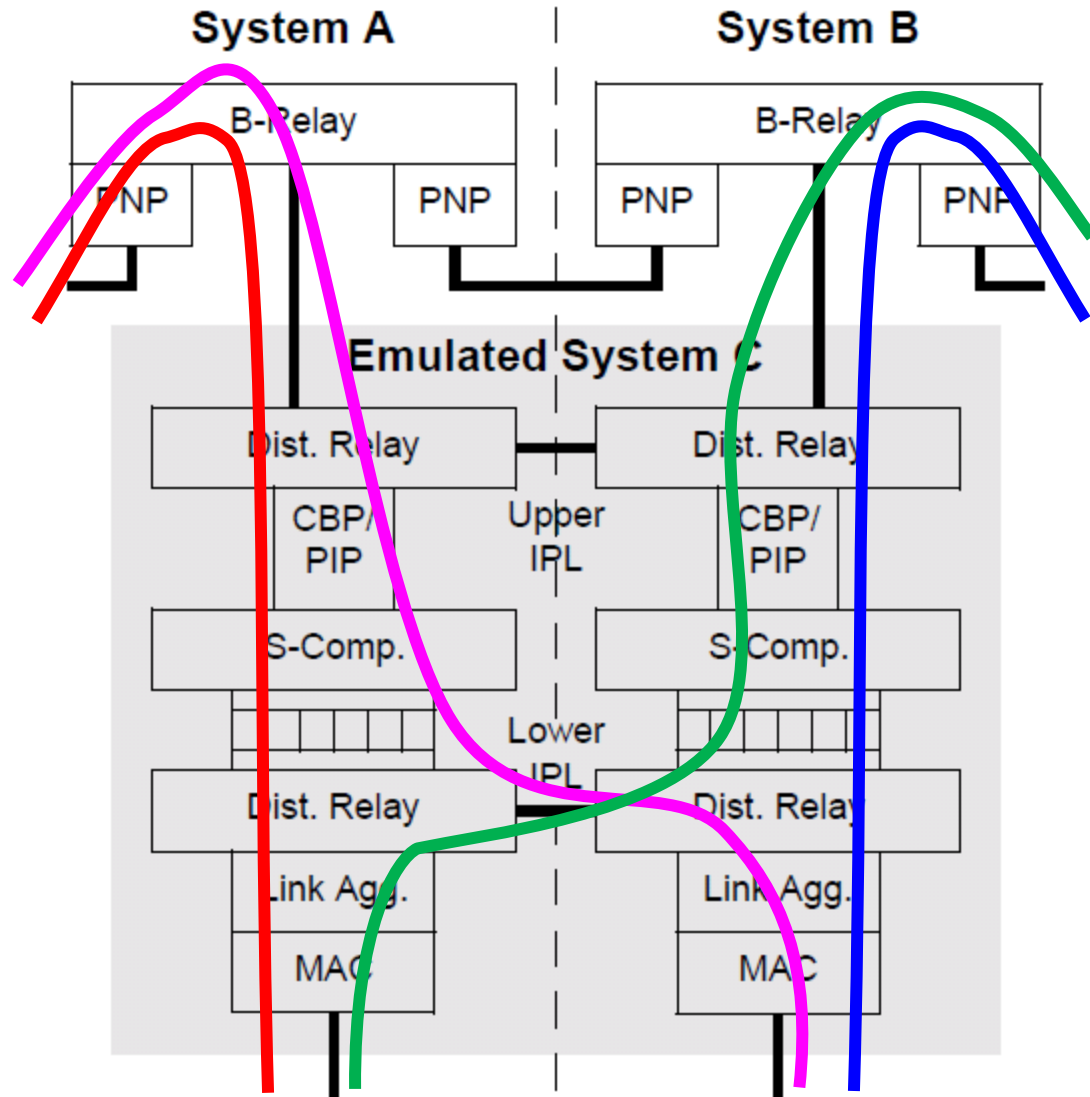 System A
System B
B-Relay
B-Relay
PNP
PNP
PNP
PNP
Emulated System C
Dist. Relay
Dist. Relay
CBP/
PIP
Upper
IPL
CBP/
PIP
S-Comp.
S-Comp.
Lower
IPL
Dist. Relay
Dist. Relay
Link Agg.
Link Agg.
MAC
MAC